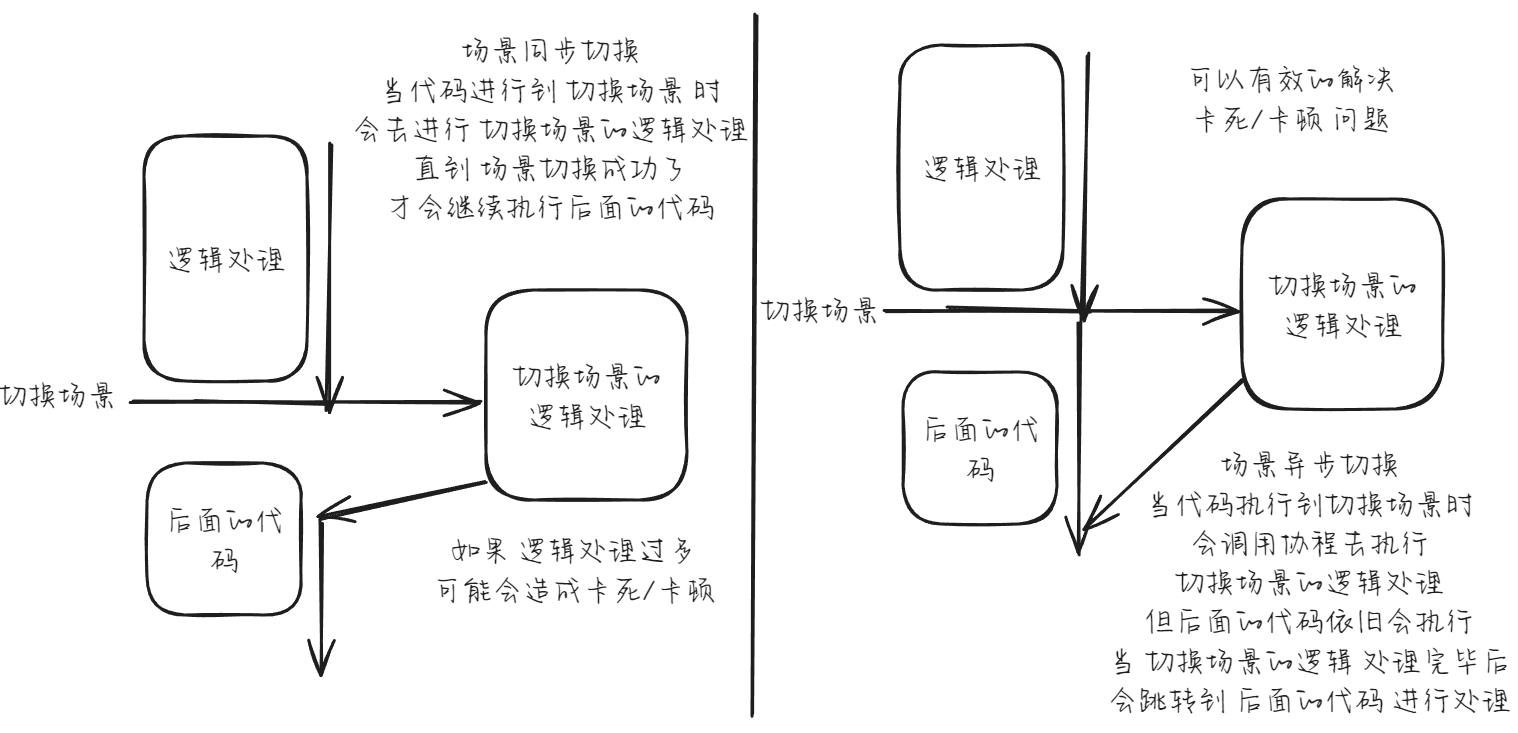 场景同步切换
当代码进行到 切换场景 时
会去进行 切换场景的逻辑处理
直到 场景切换成功了
才会继续执行后面的代码
逻辑处理
切换场景
切换场景的
逻辑处理
后面的代
码
如果 逻辑处理过多
可能会造成卡死/卡顿
可以有效的解决
卡死/卡顿 问题
逻辑处理
切换场景
切换场景的
逻辑处理
后面的代
码
场景异步切换
当代码执行到切换场景时
会调用协程去执行
切换场景的逻辑处理
但后面的代码依旧会执行
当 切换场景的逻辑 处理完毕后
会跳转到 后面的代码 进行处理